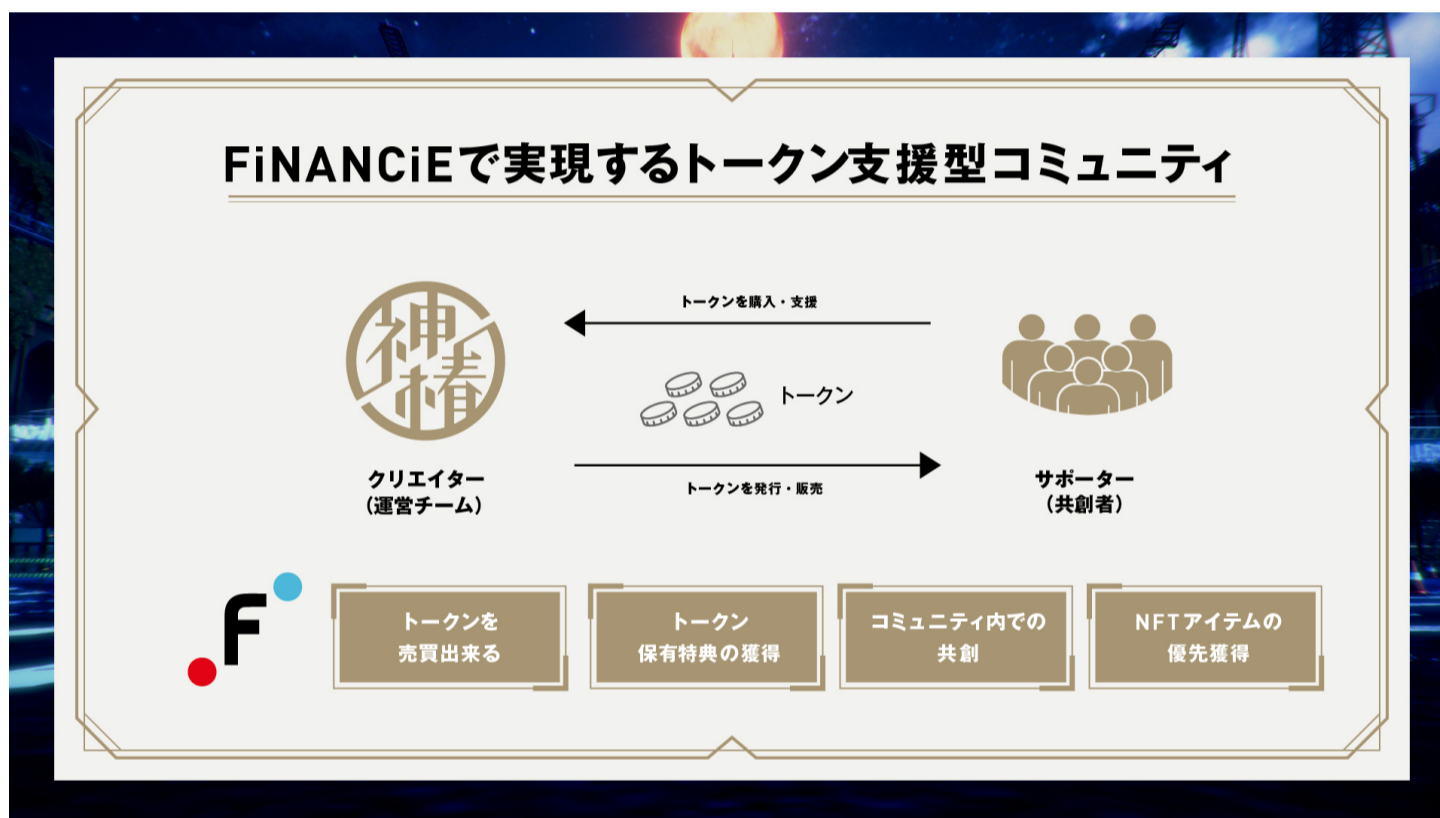 FiNANCiEで実現するトークン支援型コミュニティ
神椿
トークンを購入・支援
トークン
トークンを発行・販売
クリエイター
（運営チーム）
サポーター
（共創者）
F
トークンを
売買出来る
トークン
保有特典の獲得
コミュニティ内での
共創
NFTアイテムの
優先獲得